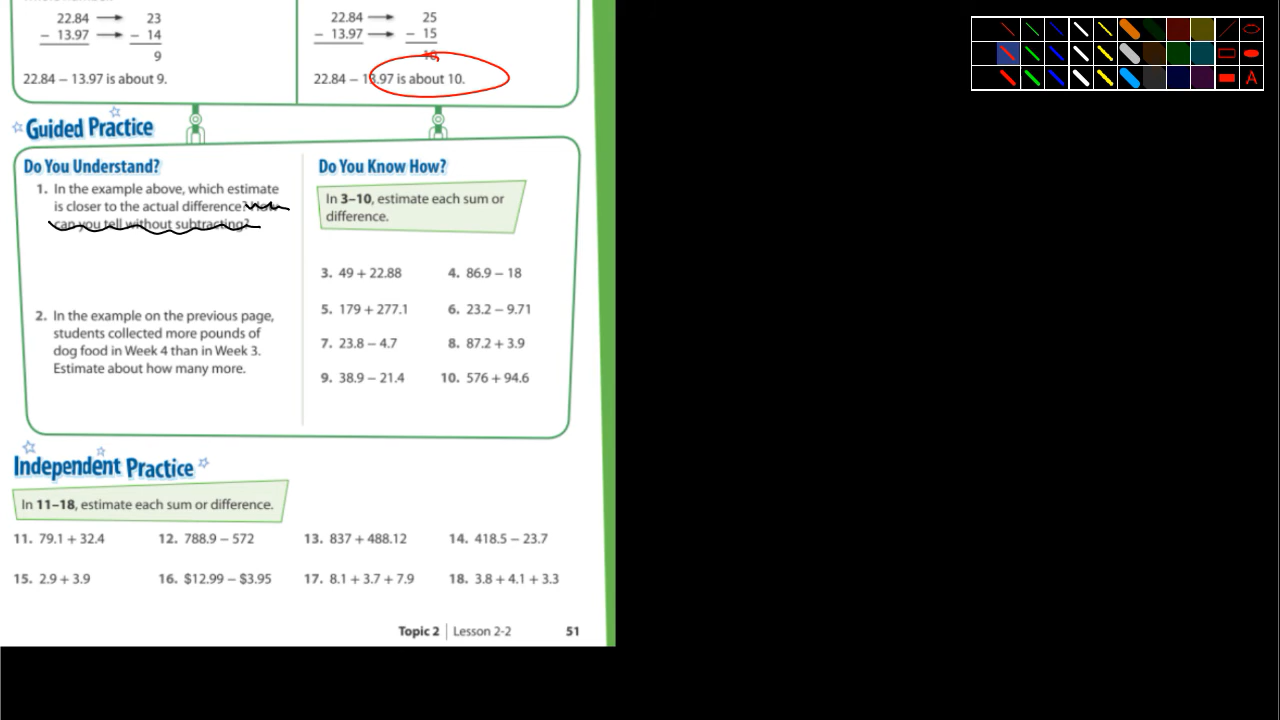 22.84 → 23
− 13.97 → − 14
9
22.84 − 13.97 is about 9.
22.84 → 25
− 13.97 → − 15
10
22.84 − 13.97 is about 10.
Guided Practice
Do You Understand?
1. In the example above, which estimate
is closer to the actual difference? How
can you tell without subtracting?
2. In the example on the previous page,
students collected more pounds of
dog food in Week 4 than in Week 3.
Estimate about how many more.
Do You Know How?
In 3–10, estimate each sum or
difference.
3. 49 + 22.88 4. 86.9 − 18
5. 179 + 277.1 6. 23.2 − 9.71
7. 23.8 − 4.7 8. 87.2 + 3.9
9. 38.9 − 21.4 10. 576 + 94.6
Independent Practice
In 11–18, estimate each sum or difference.
11. 79.1 + 32.4 12. 788.9 − 572 13. 837 + 488.12 14. 418.5 − 23.7
15. 2.9 + 3.9 16. $12.99 − $3.95 17. 8.1 + 3.7 + 7.9 18. 3.8 + 4.1 + 3.3
Topic 2 | Lesson 2-2 51
A